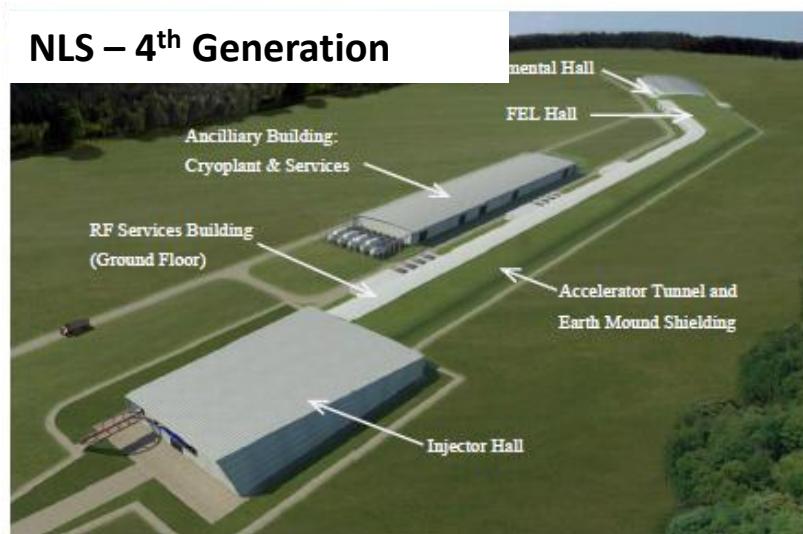 NLS – 4th Generation
mental Hall
FEL Hall
Ancilliary Building:
Cryoplant & Services
RF Services Building
(Ground Floor)
Accelerator Tunnel and
Earth Mound Shielding
Injector Hall